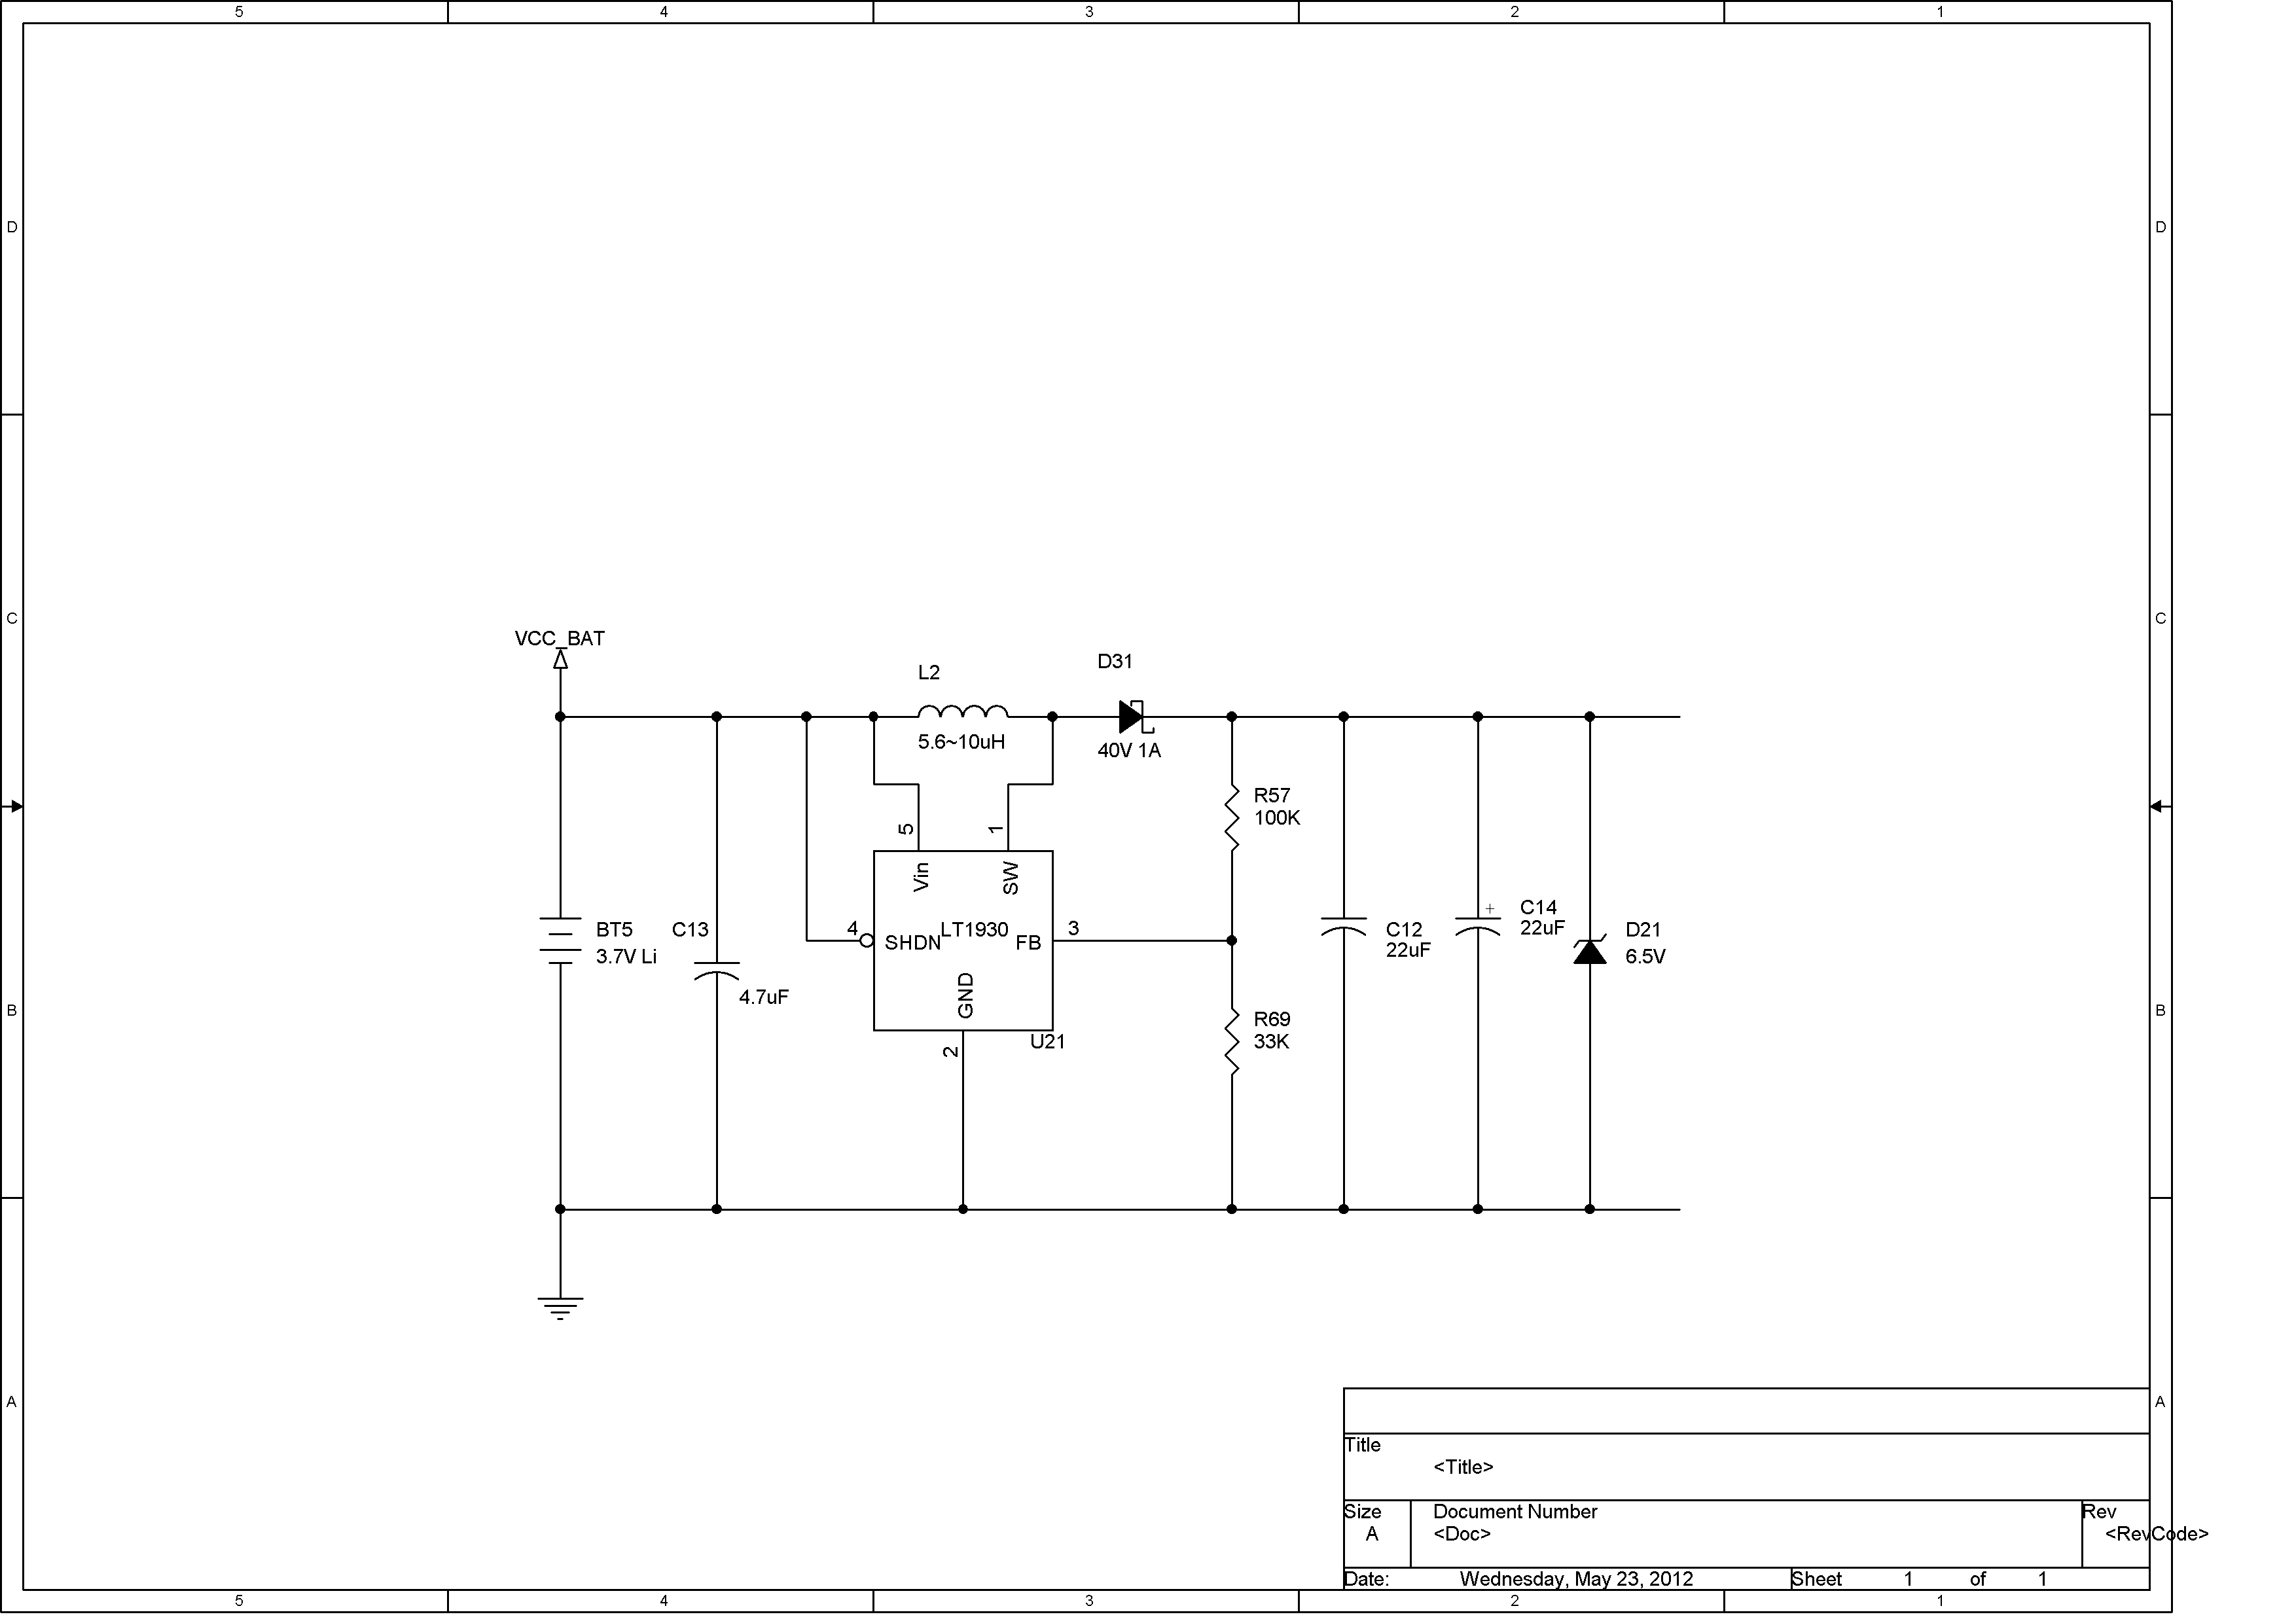 5 4 3 2 1
D D
C C
VCC_BAT
D31
L2
5.6~10uH
40V 1A
R57
100K
5
1
Vin
SW
C14
22uF
BT5
3.7V Li
C13
4
SHDN
LT1930
FB
3
C12
22uF
D21
6.5V
4.7uF
GND
B B
R69
33K
U21
2
A A
Title
<Title>
Size
A
Document Number
<Doc>
Rev
<RevCode>
Date: Wednesday, May 23, 2012 Sheet 1 of 1
5 4 3 2 1